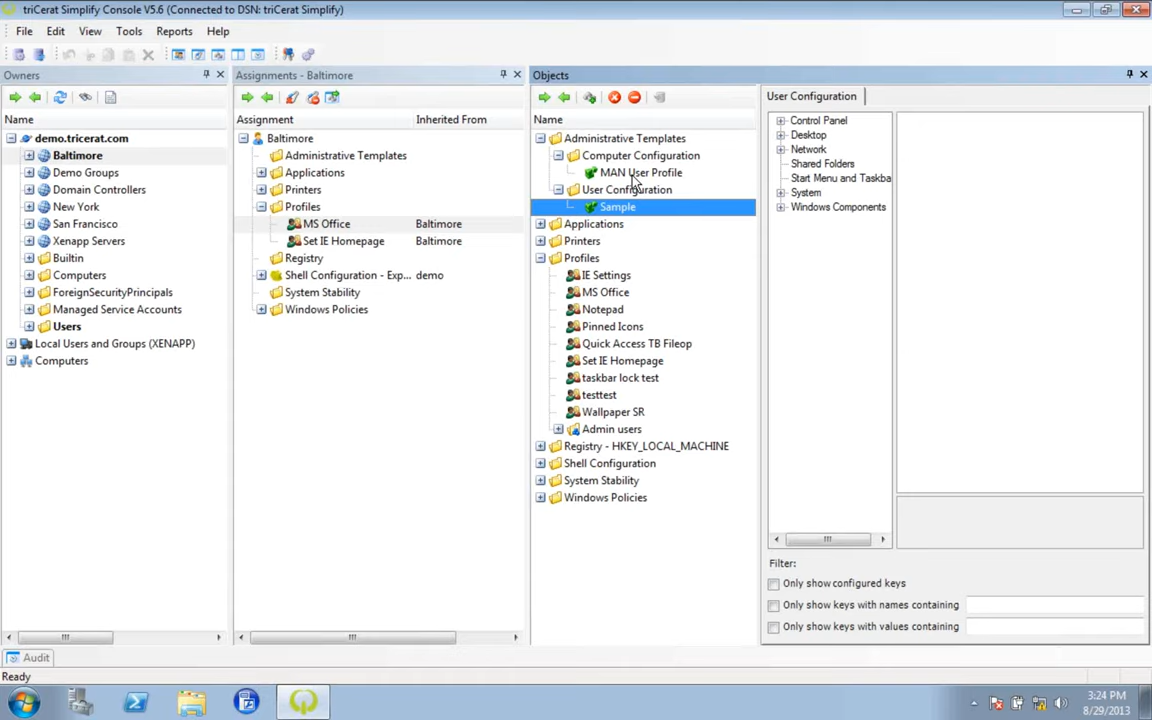 triCerat Simplify Console V5.6 (Connected to DSN: triCerat Simplify)
File Edit View Tools Reports Help
Owners
Name
demo.tricerat.com
Baltimore
Demo Groups
Domain Controllers
New York
San Francisco
Xenapp Servers
Builtin
Computers
ForeignSecurityPrincipals
Managed Service Accounts
Users
Local Users and Groups (XENAPP)
Computers
Assignments - Baltimore
Assignment Inherited From
Baltimore
Administrative Templates
Applications
Printers
Profiles
MS Office Baltimore
Set IE Homepage Baltimore
Registry
Shell Configuration - Exp... demo
System Stability
Windows Policies
Objects
Name
Administrative Templates
Computer Configuration
MAN User Profile
User Configuration
Sample
Applications
Printers
Profiles
IE Settings
MS Office
Notepad
Pinned Icons
Quick Access TB Fileop
Set IE Homepage
taskbar lock test
testtest
Wallpaper SR
Admin users
Registry - HKEY_LOCAL_MACHINE
Shell Configuration
System Stability
Windows Policies
User Configuration
Control Panel
Desktop
Network
Shared Folders
Start Menu and Taskba
System
Windows Components
Filter:
Only show configured keys
Only show keys with names containing
Only show keys with values containing
Audit
Ready
3:24 PM
8/29/2013